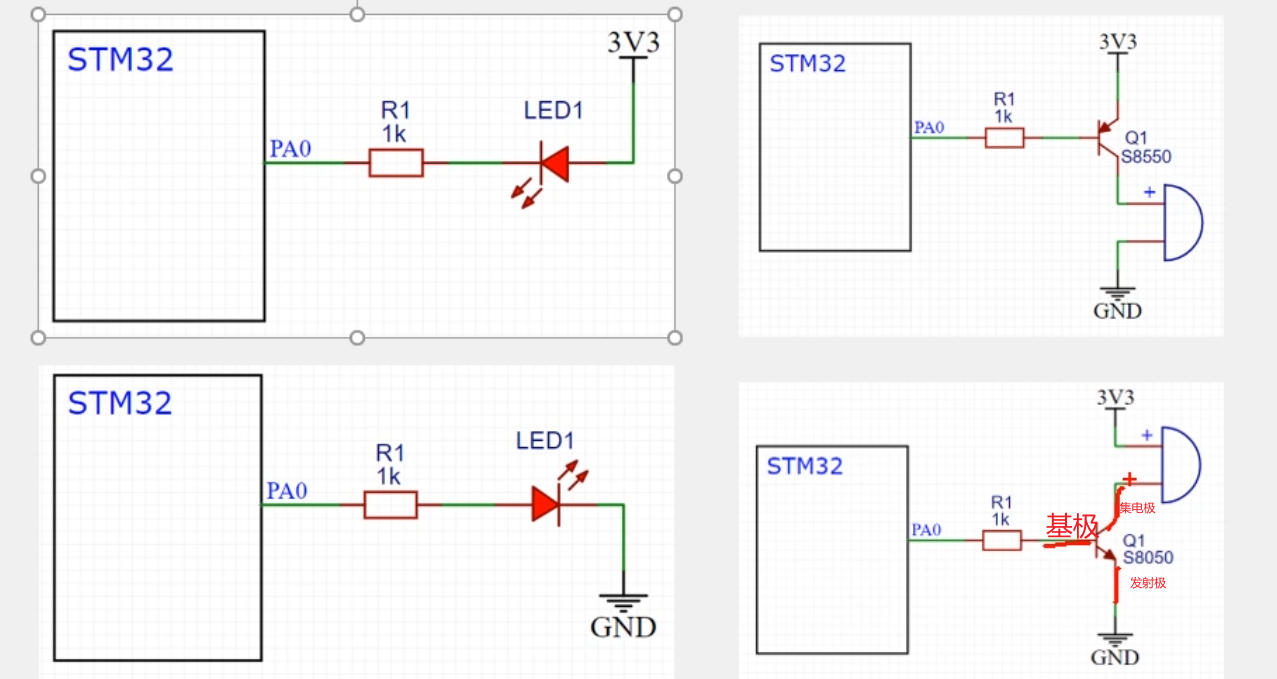 STM32
3V3
R1
1k
LED1
PA0
STM32
3V3
R1
1k
PA0
Q1
S8550
+
GND
STM32
R1
1k
LED1
PA0
GND
STM32
3V3
+
+
集电极
R1
1k
基极
PA0
Q1
S8050
发射极
GND